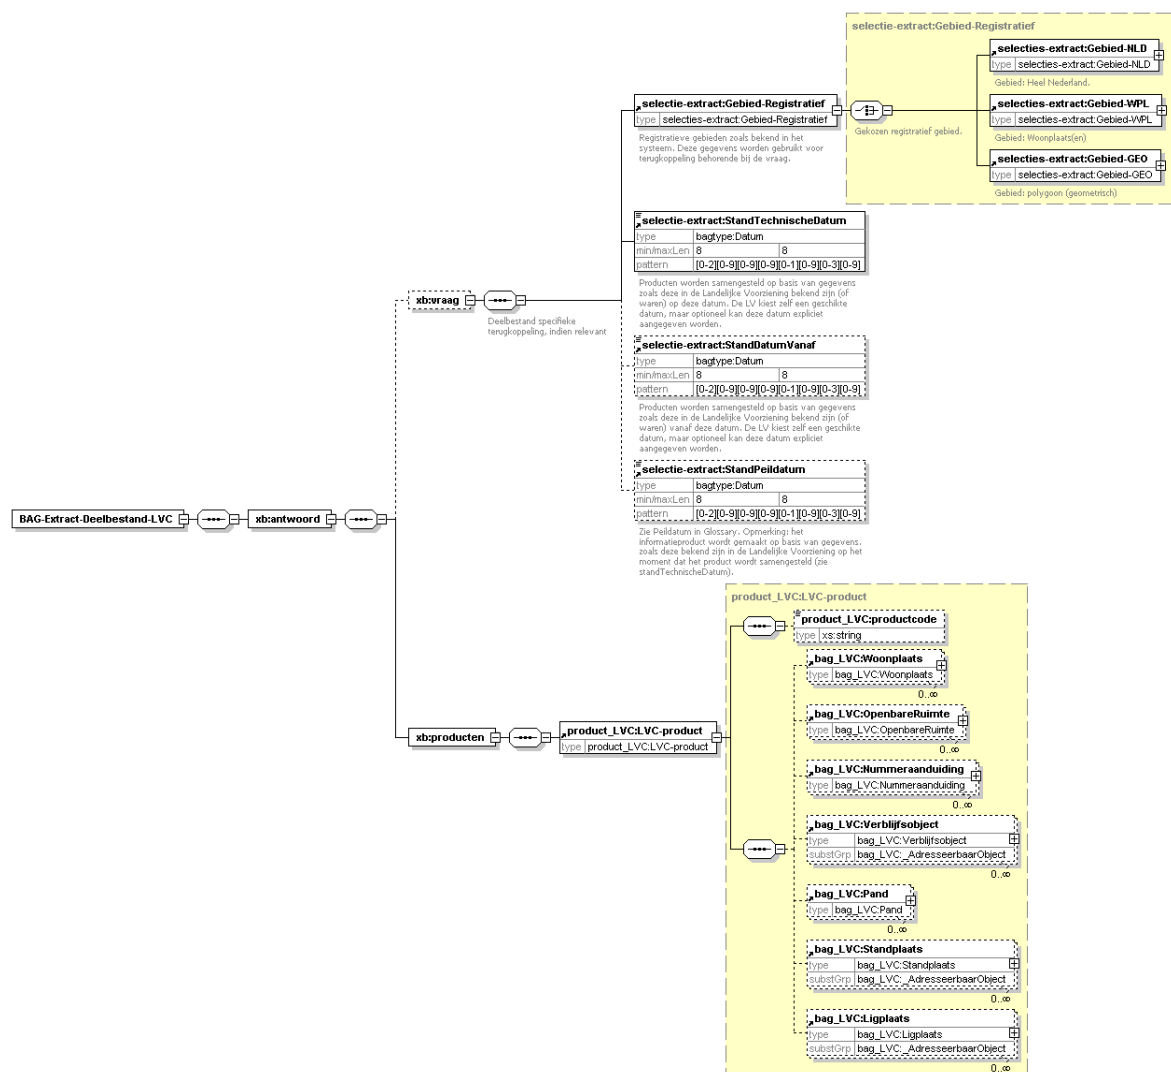 selectie-extract:Gebied-Registratief
selecties-extract:Gebied-NLD
type selecties-extract:Gebied-NLD
Gebied: Heel Nederland.
selectie-extract:Gebied-Registratief
type selecties-extract:Gebied-Registratief
Registratieve gebieden zoals bekend in het
systeem. Deze gegevens worden gebruikt voor
terugkoppeling behorende bij de vraag.
Gekozen registratief gebied.
selecties-extract:Gebied-WPL
type selecties-extract:Gebied-WPL
Gebied: Woonplaats(en)
selecties-extract:Gebied-GEO
type selecties-extract:Gebied-GEO
Gebied: polygoon (geometrisch)
selectie-extract:StandTechnischeDatum
type bagtype:Datum
min/maxLen 8 8
pattern [0-2][0-9][0-9][0-9][0-1][0-9][0-3][0-9]
Producten worden samengesteld op basis van gegevens
zoals deze in de Landelijke Voorziening bekend zijn (of
waren) op deze datum. De LV kiest zelf een geschikte
datum, maar optioneel kan deze datum expliciet
aangegeven worden.
xb:vraag
Deelbestand specifieke
terugkoppeling, indien relevant
selectie-extract:StandDatumVanaf
type bagtype:Datum
min/maxLen 8 8
pattern [0-2][0-9][0-9][0-9][0-1][0-9][0-3][0-9]
Producten worden samengesteld op basis van gegevens
zoals deze in de Landelijke Voorziening bekend zijn (of
waren) vanaf deze datum. De LV kiest zelf een geschikte
datum, maar optioneel kan deze datum expliciet
aangegeven worden.
selectie-extract:StandPeildatum
type bagtype:Datum
min/maxLen 8 8
pattern [0-2][0-9][0-9][0-9][0-1][0-9][0-3][0-9]
Zie Peildatum in Glossary. Opmerking: het
informatieproduct wordt gemaakt op basis van gegevens.
zoals deze bekend zijn in de Landelijke Voorziening op het
moment dat het product wordt samengesteld (zie
standTechnischeDatum).
BAG-Extract-Deelbestand-LVC
xb:antwoord
product_LVC:LVC-product
product_LVC:productcode
type xs:string
bag_LVC:Woonplaats
type bag_LVC:Woonplaats
0..∞
bag_LVC:OpenbareRuimte
type bag_LVC:OpenbareRuimte
0..∞
xb:producten
product_LVC:LVC-product
type product_LVC:LVC-product
bag_LVC:Nummeraanduiding
type bag_LVC:Nummeraanduiding
0..∞
bag_LVC:Verblijfsobject
type bag_LVC:Verblijfsobject
substGrp bag_LVC:_AdresseerbaarObject
0..∞
bag_LVC:Pand
type bag_LVC:Pand
0..∞
bag_LVC:Standplaats
type bag_LVC:Standplaats
substGrp bag_LVC:_AdresseerbaarObject
0..∞
bag_LVC:Ligplaats
type bag_LVC:Ligplaats
substGrp bag_LVC:_AdresseerbaarObject
0..∞